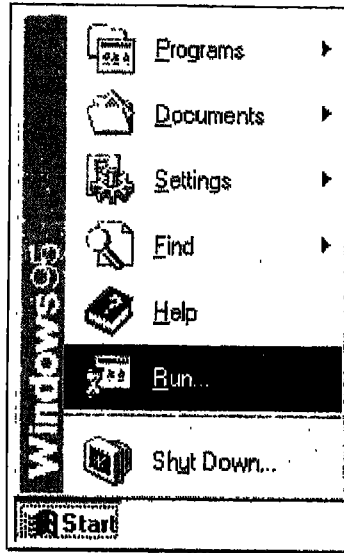 Programs
Documents
Settings
Find
Help
Run...
Shut Down...
Windows95
Start